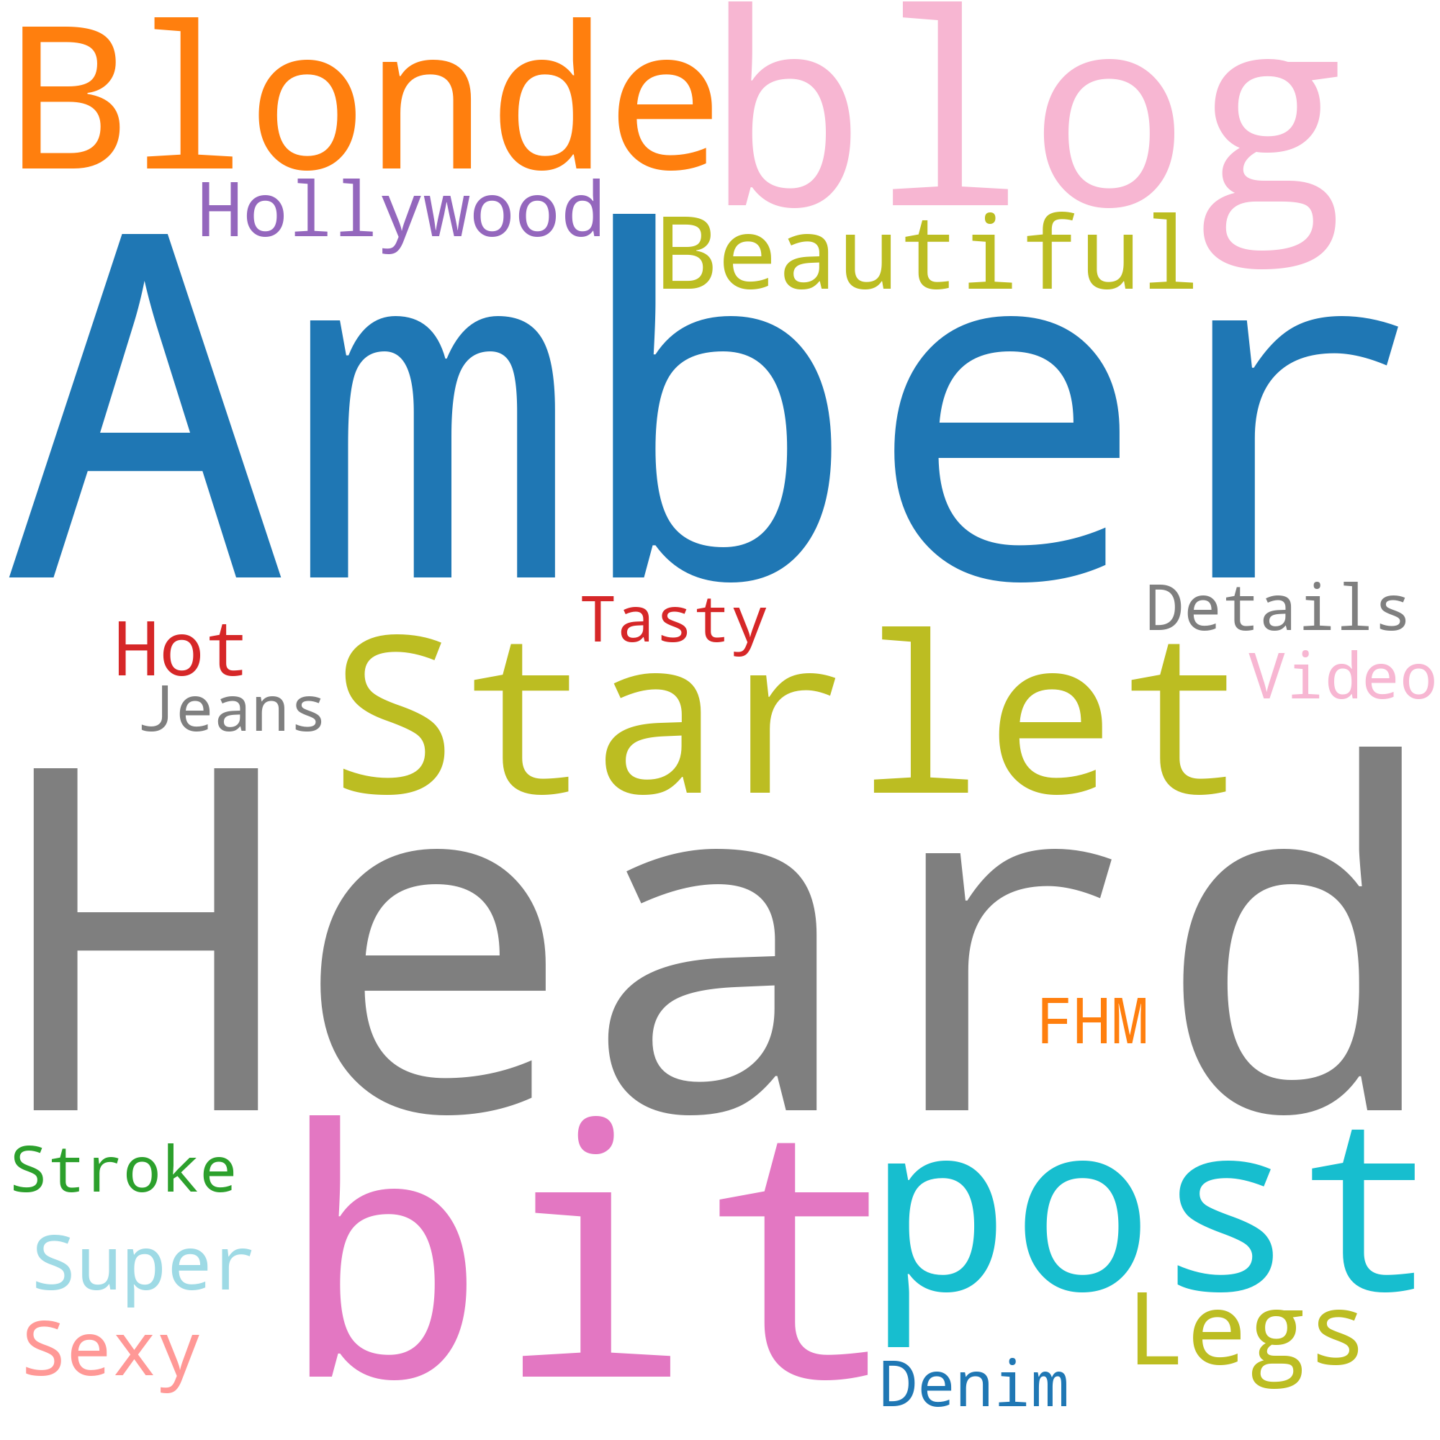 Blonde blog
Hollywood Beautiful
Amber
Hot Tasty Details
Jeans Starlet Video
Heard
FHM
Stroke bit post
Super
Sexy Legs
Denim